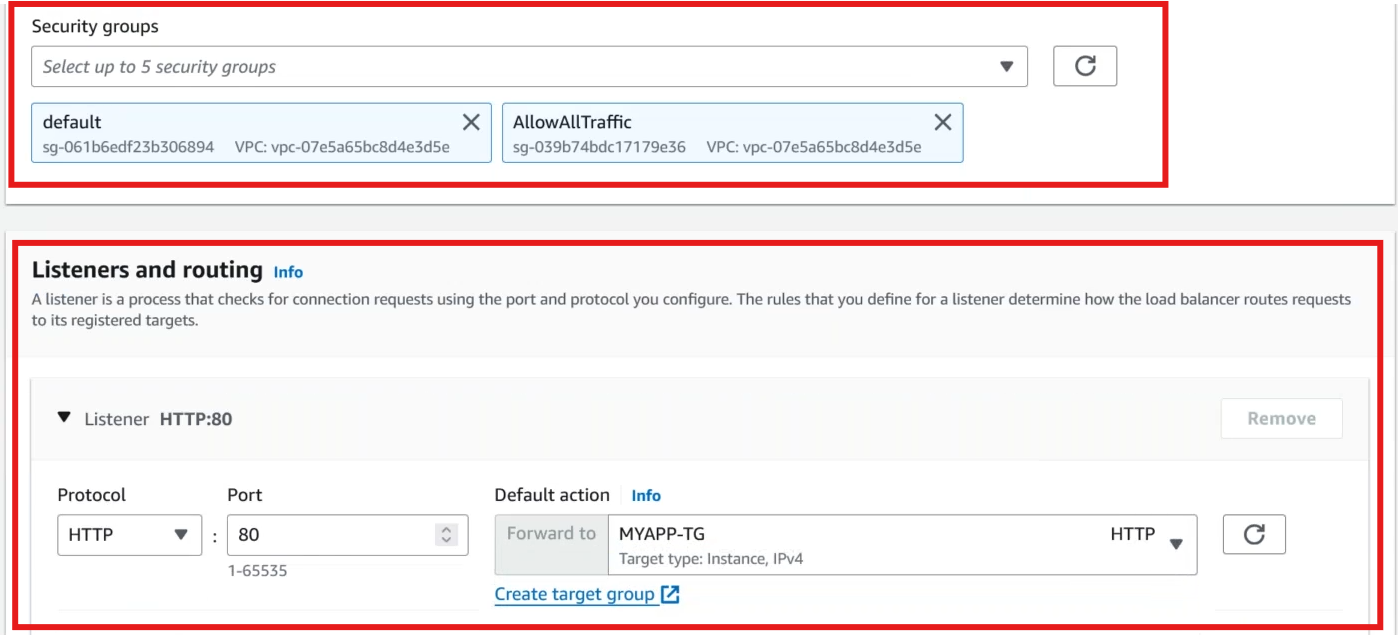 Security groups
Select up to 5 security groups
default
sg-061b6edf23b306894 VPC: vpc-07e5a65bc8d4e3d5e
AllowAllTraffic
sg-039b74bdc17179e36 VPC: vpc-07e5a65bc8d4e3d5e
Listeners and routing Info
A listener is a process that checks for connection requests using the port and protocol you configure. The rules that you define for a listener determine how the load balancer routes requests
to its registered targets.
Listener HTTP:80
Remove
Protocol Port Default action Info
HTTP : 80 Forward to MYAPP-TG HTTP
Target type: Instance, IPv4
1-65535
Create target group